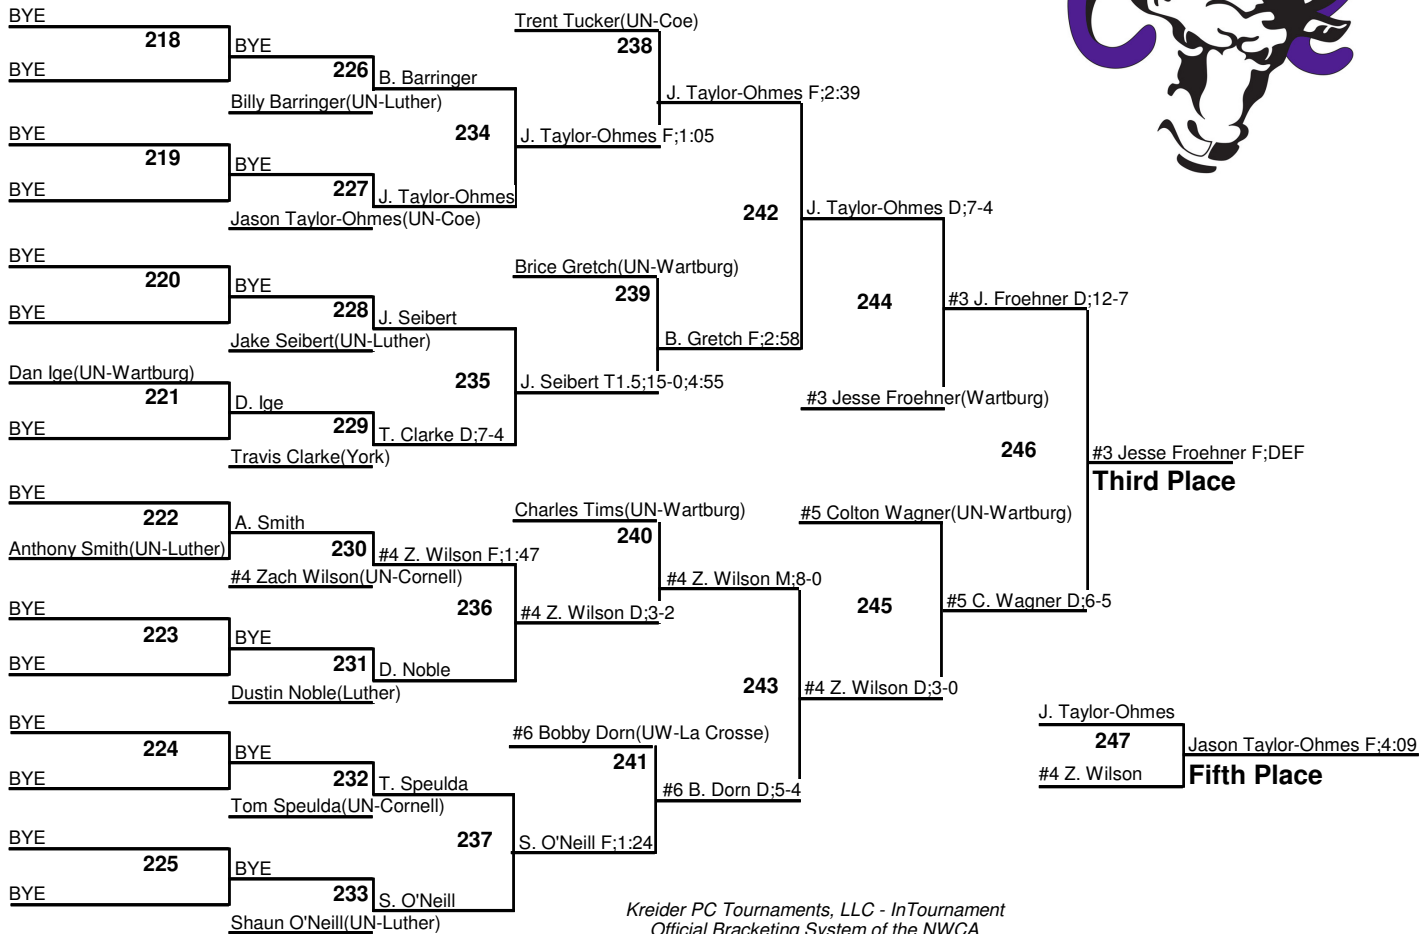 BYE
218
BYE
BYE
226
B. Barringer
Billy Barringer(UN-Luther)
BYE
219
BYE
BYE
227
J. Taylor-Ohmes
Jason Taylor-Ohmes(UN-Coe)
234
J. Taylor-Ohmes F;1:05
Trent Tucker(UN-Coe)
238
J. Taylor-Ohmes F;2:39
BYE
220
BYE
BYE
228
J. Seibert
Jake Seibert(UN-Luther)
Dan Ige(UN-Wartburg)
221
BYE
D. Ige
229
T. Clarke D;7-4
Travis Clarke(York)
235
J. Seibert T1.5;15-0;4:55
Brice Gretch(UN-Wartburg)
239
B. Gretch F;2:58
242
J. Taylor-Ohmes D;7-4
244
#3 J. Froehner D;12-7
#3 Jesse Froehner(Wartburg)
246
#3 Jesse Froehner F;DEF
Third Place
BYE
222
Anthony Smith(UN-Luther)
A. Smith
230
#4 Z. Wilson F;1:47
#4 Zach Wilson(UN-Cornell)
BYE
223
BYE
BYE
231
D. Noble
Dustin Noble(Luther)
236
#4 Z. Wilson D;3-2
Charles Tims(UN-Wartburg)
240
#4 Z. Wilson M;8-0
#5 Colton Wagner(UN-Wartburg)
245
#5 C. Wagner D;6-5
243
#4 Z. Wilson D;3-0
BYE
224
BYE
BYE
232
T. Speulda
Tom Speulda(UN-Cornell)
BYE
225
BYE
BYE
233
S. O'Neill
Shaun O'Neill(UN-Luther)
237
S. O'Neill F;1:24
#6 Bobby Dorn(UW-La Crosse)
241
#6 B. Dorn D;5-4
J. Taylor-Ohmes
247
#4 Z. Wilson
Jason Taylor-Ohmes F;4:09
Fifth Place
Kreider PC Tournaments, LLC - InTournament
Official Bracketing System of the NWCA